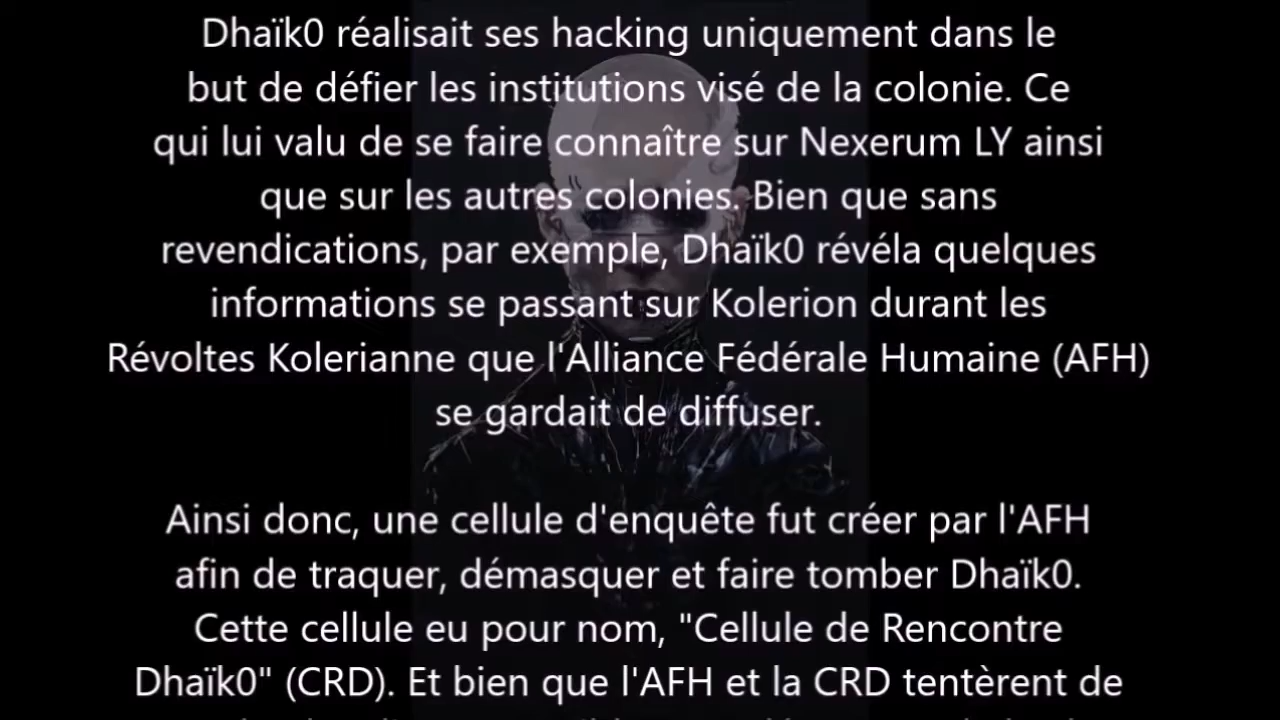 Dhaïk0 réalisait ses hacking uniquement dans le
but de défier les institutions visé de la colonie. Ce
qui lui valu de se faire connaître sur Nexerum LY ainsi
que sur les autres colonies. Bien que sans
revendications, par exemple, Dhaïk0 révéla quelques
informations se passant sur Kolerion durant les
Révoltes Kolerianne que l'Alliance Fédérale Humaine (AFH)
se gardait de diffuser.
Ainsi donc, une cellule d'enquête fut créer par l'AFH
afin de traquer, démasquer et faire tomber Dhaïk0.
Cette cellule eu pour nom, "Cellule de Rencontre
Dhaïk0" (CRD). Et bien que l'AFH et la CRD tentèrent de